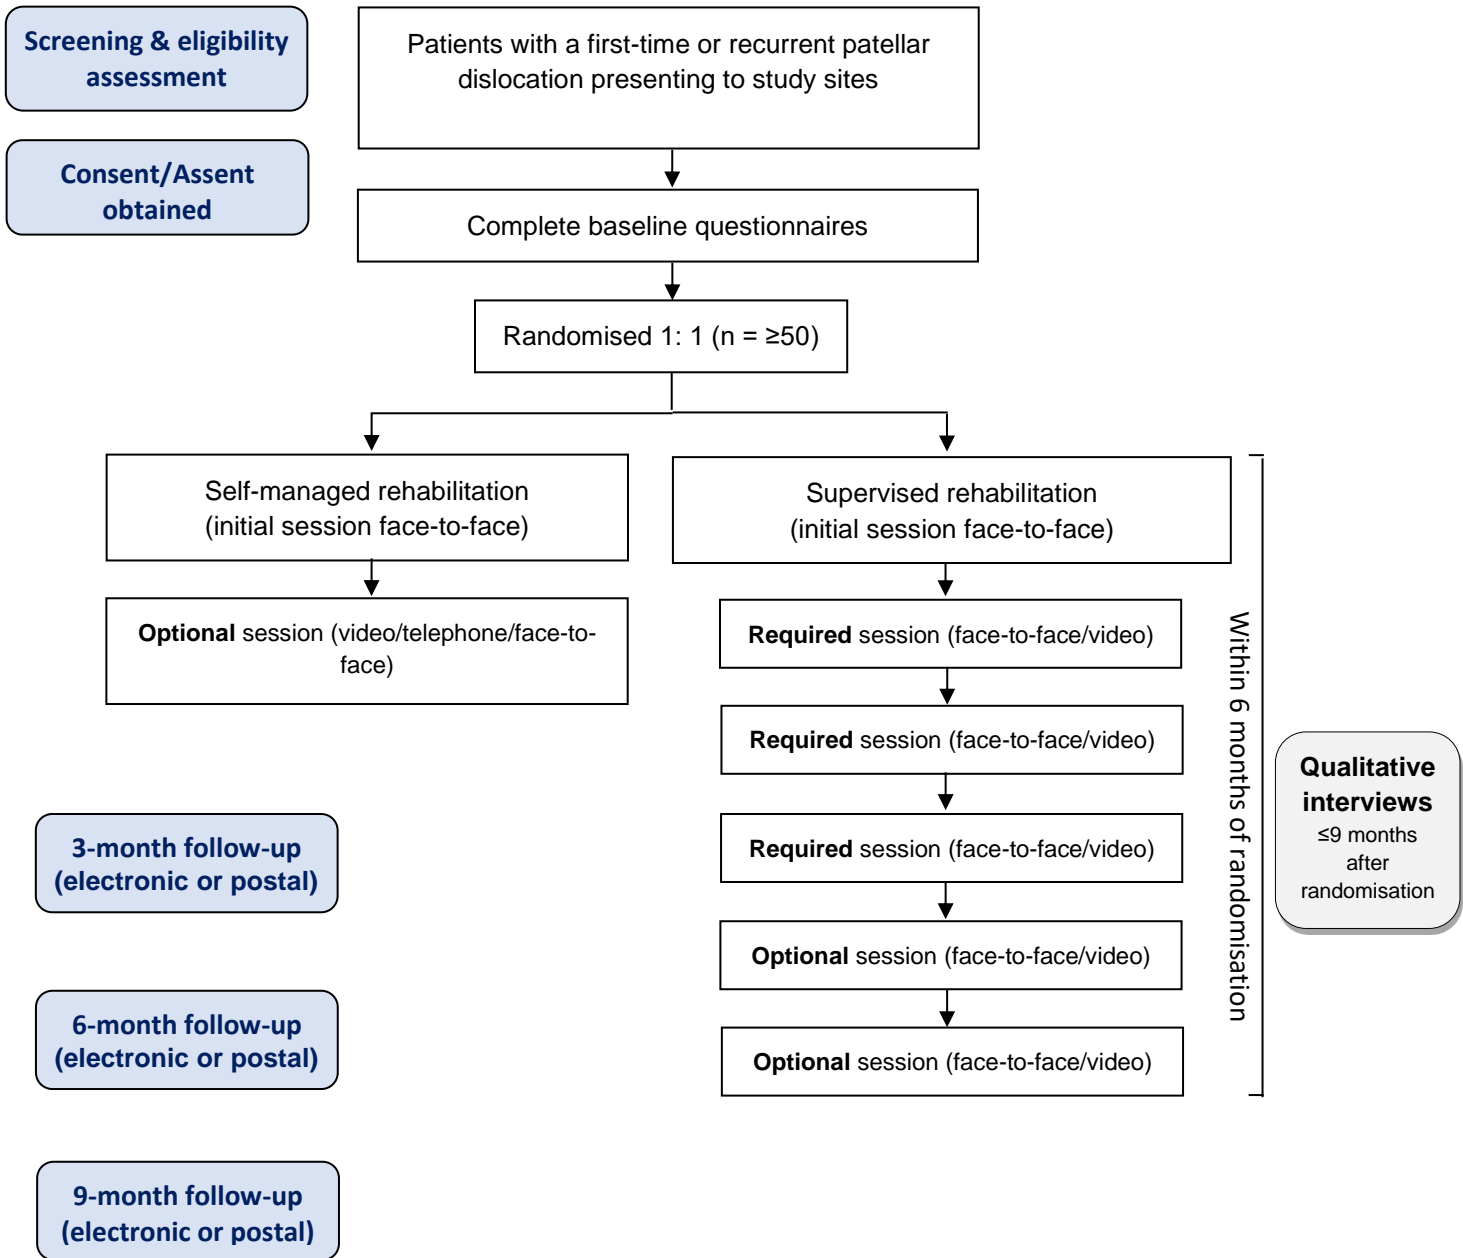 Screening & eligibility
assessment
Patients with a first-time or recurrent patellar
dislocation presenting to study sites
Consent/Assent
obtained
Complete baseline questionnaires
Randomised 1: 1 (n = ≥50)
Self-managed rehabilitation
(initial session face-to-face)
Supervised rehabilitation
(initial session face-to-face)
Optional session (video/telephone/face-to-
face)
Required session (face-to-face/video)
Required session (face-to-face/video)
Required session (face-to-face/video)
Optional session (face-to-face/video)
Optional session (face-to-face/video)
Within 6 months of randomisation
Qualitative
interviews
≤9 months
after
randomisation
3-month follow-up
(electronic or postal)
6-month follow-up
(electronic or postal)
9-month follow-up
(electronic or postal)